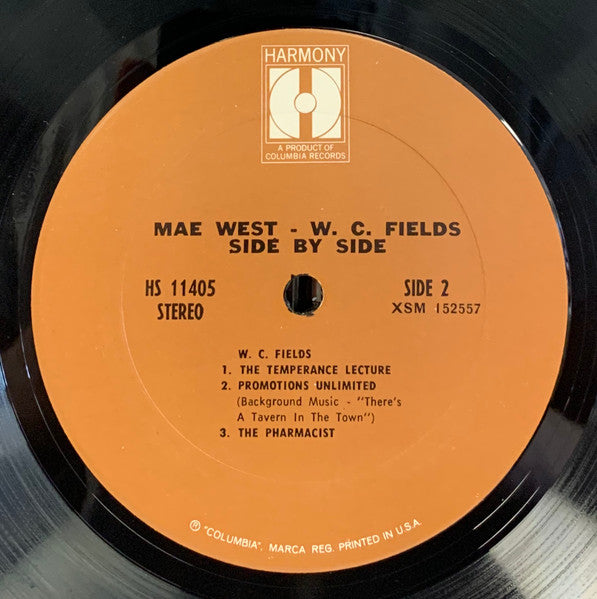 HARMONY
H
A PRODUCT OF
COLUMBIA RECORDS
MAE WEST - W. C. FIELDS
SIDE BY SIDE
HS 11405
STEREO
SIDE 2
XSM 152557
W. C. FIELDS
1. THE TEMPERANCE LECTURE
2. PROMOTIONS UNLIMITED
(Background Music - "There's
A Tavern In The Town")
3. THE PHARMACIST
® "COLUMBIA", MARCA REG. PRINTED IN U.S.A.